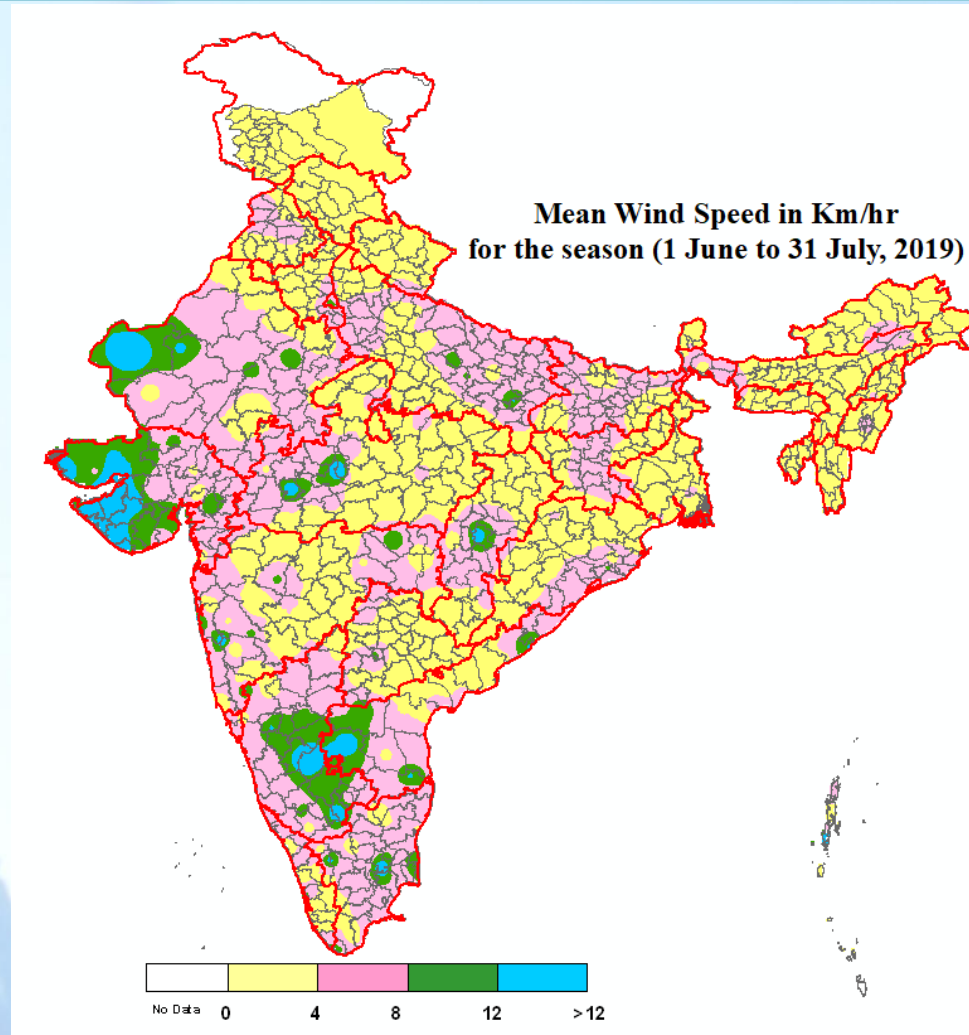 Mean Wind Speed in Km/hr
for the season (1 June to 31 July, 2019)
No Data 0 4 8 12 >12